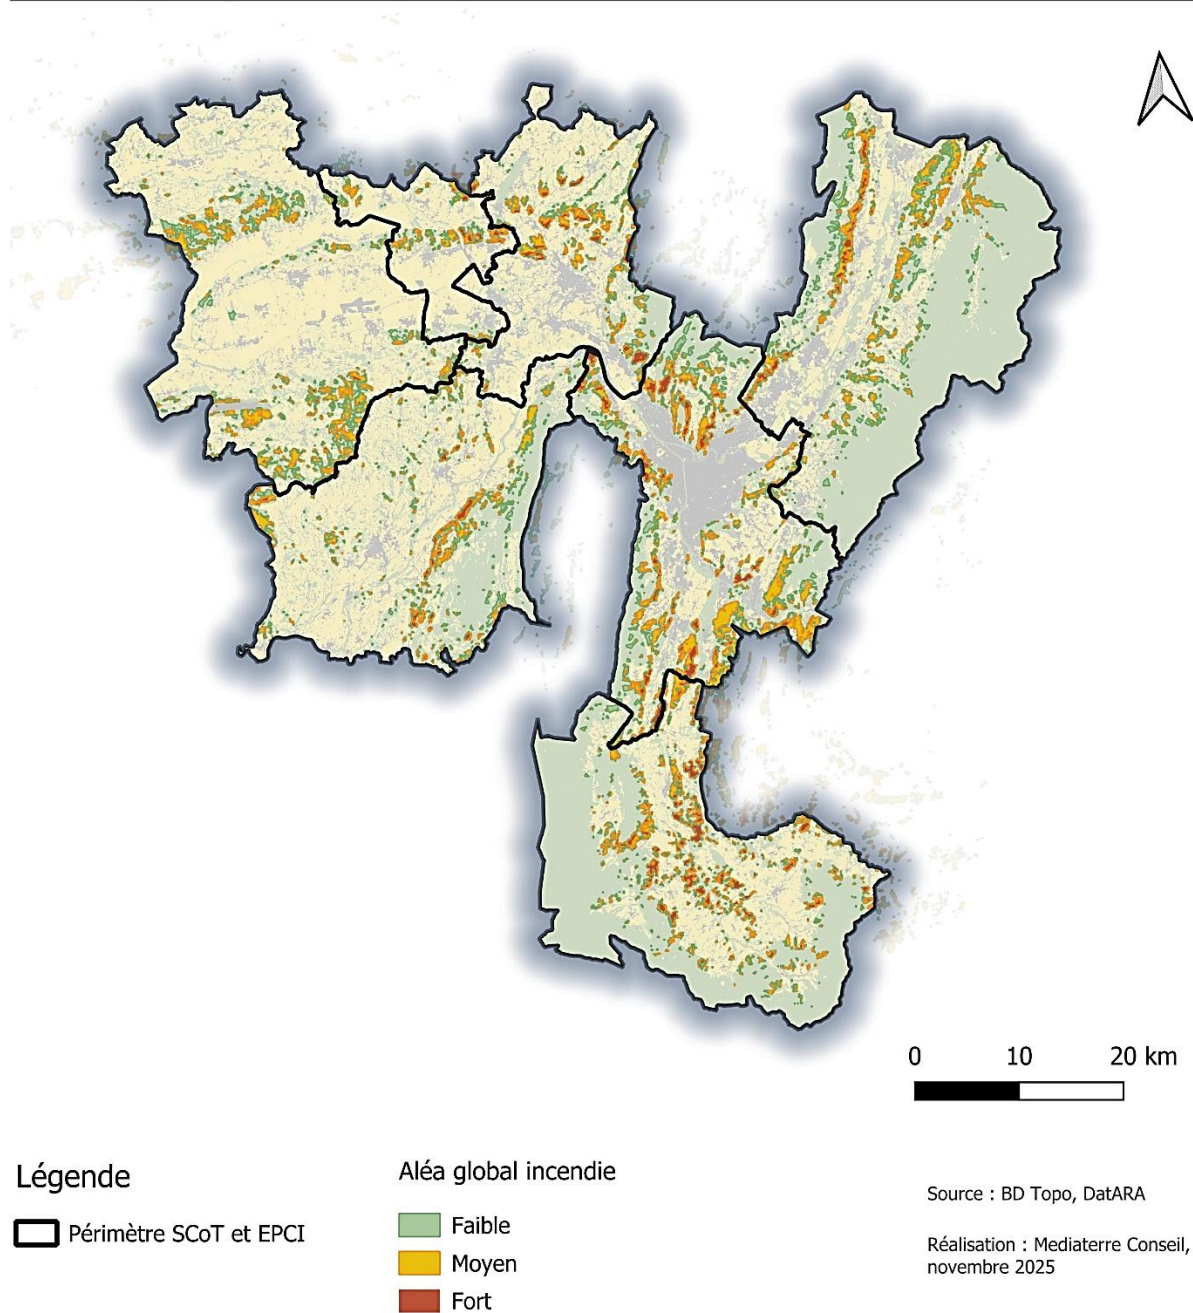 0 10 20 km
Légende
Périmètre SCoT et EPCI
Aléa global incendie
Faible
Moyen
Fort
Source : BD Topo, DatARA
Réalisation : Mediaterre Conseil,
novembre 2025